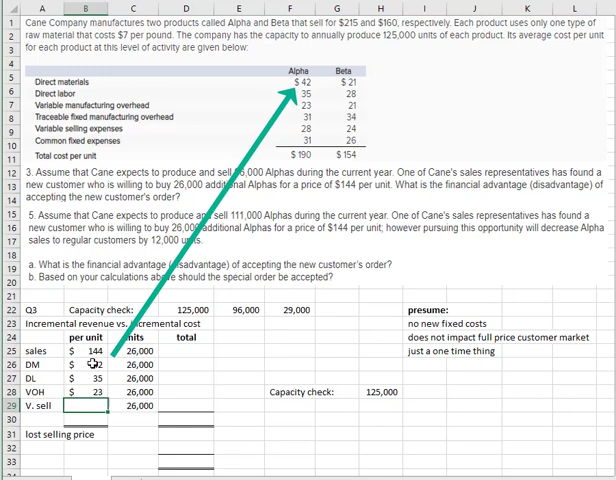 A B C D E F G H I J K L
1 Cane Company manufactures two products called Alpha and Beta that sell for $215 and $160, respectively. Each product uses only one type of
2 raw material that costs $7 per pound. The company has the capacity to annually produce 125,000 units of each product. Its average cost per unit
3 for each product at this level of activity are given below:
4 Alpha Beta
5 Direct materials $ 42 $ 21
6 Direct labor 35 28
7 Variable manufacturing overhead 23 21
8 Traceable fixed manufacturing overhead 31 34
9 Variable selling expenses 28 24
10 Common fixed expenses 31 26
11 Total cost per unit $ 190 $ 154
12 3. Assume that Cane expects to produce and sell 6,000 Alphas during the current year. One of Cane's sales representatives has found a
13 new customer who is willing to buy 26,000 additional Alphas for a price of $144 per unit. What is the financial advantage (disadvantage) of
14 accepting the new customer's order?
15 5. Assume that Cane expects to produce and sell 111,000 Alphas during the current year. One of Cane's sales representatives has found a
16 new customer who is willing to buy 26,000 additional Alphas for a price of $144 per unit; however pursuing this opportunity will decrease Alpha
17 sales to regular customers by 12,000 units.
18
19 a. What is the financial advantage (disadvantage) of accepting the new customer's order?
20 b. Based on your calculations above should the special order be accepted?
21
22 Q3 Capacity check: 125,000 96,000 29,000 presume:
23 Incremental revenue vs. Incremental cost no new fixed costs
24 per unit units total does not impact full price customer market
25 sales $ 144 26,000 just a one time thing
26 DM $ 2 26,000
27 DL $ 35 26,000
28 VOH $ 23 26,000 Capacity check: 125,000
29 V. sell 26,000
30
31 lost selling price
32
33